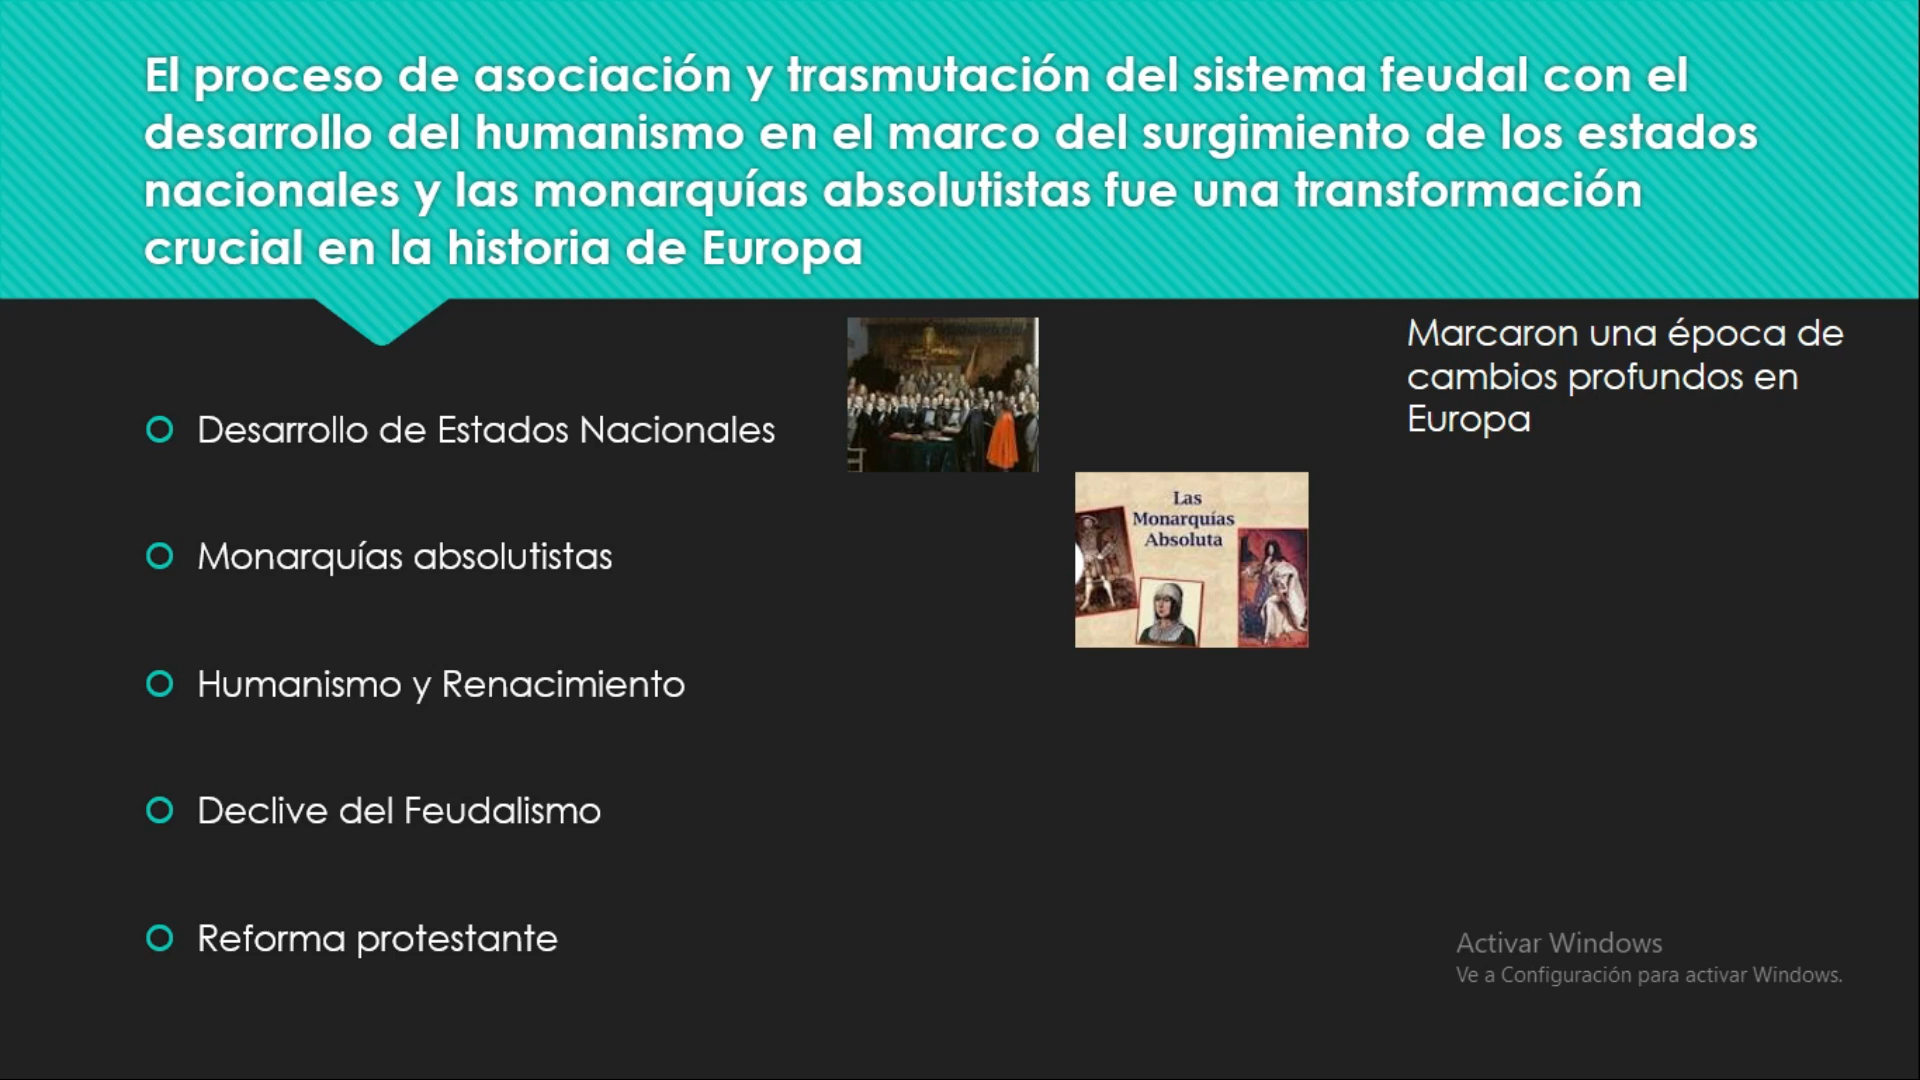 El proceso de asociación y trasmutación del sistema feudal con el
desarrollo del humanismo en el marco del surgimiento de los estados
nacionales y las monarquías absolutistas fue una transformación
crucial en la historia de Europa
Desarrollo de Estados Nacionales
Monarquías absolutistas
Humanismo y Renacimiento
Declive del Feudalismo
Reforma protestante
Las
Monarquías
Absoluta
Marcaron una época de
cambios profundos en
Europa
Activar Windows
Ve a Configuración para activar Windows.